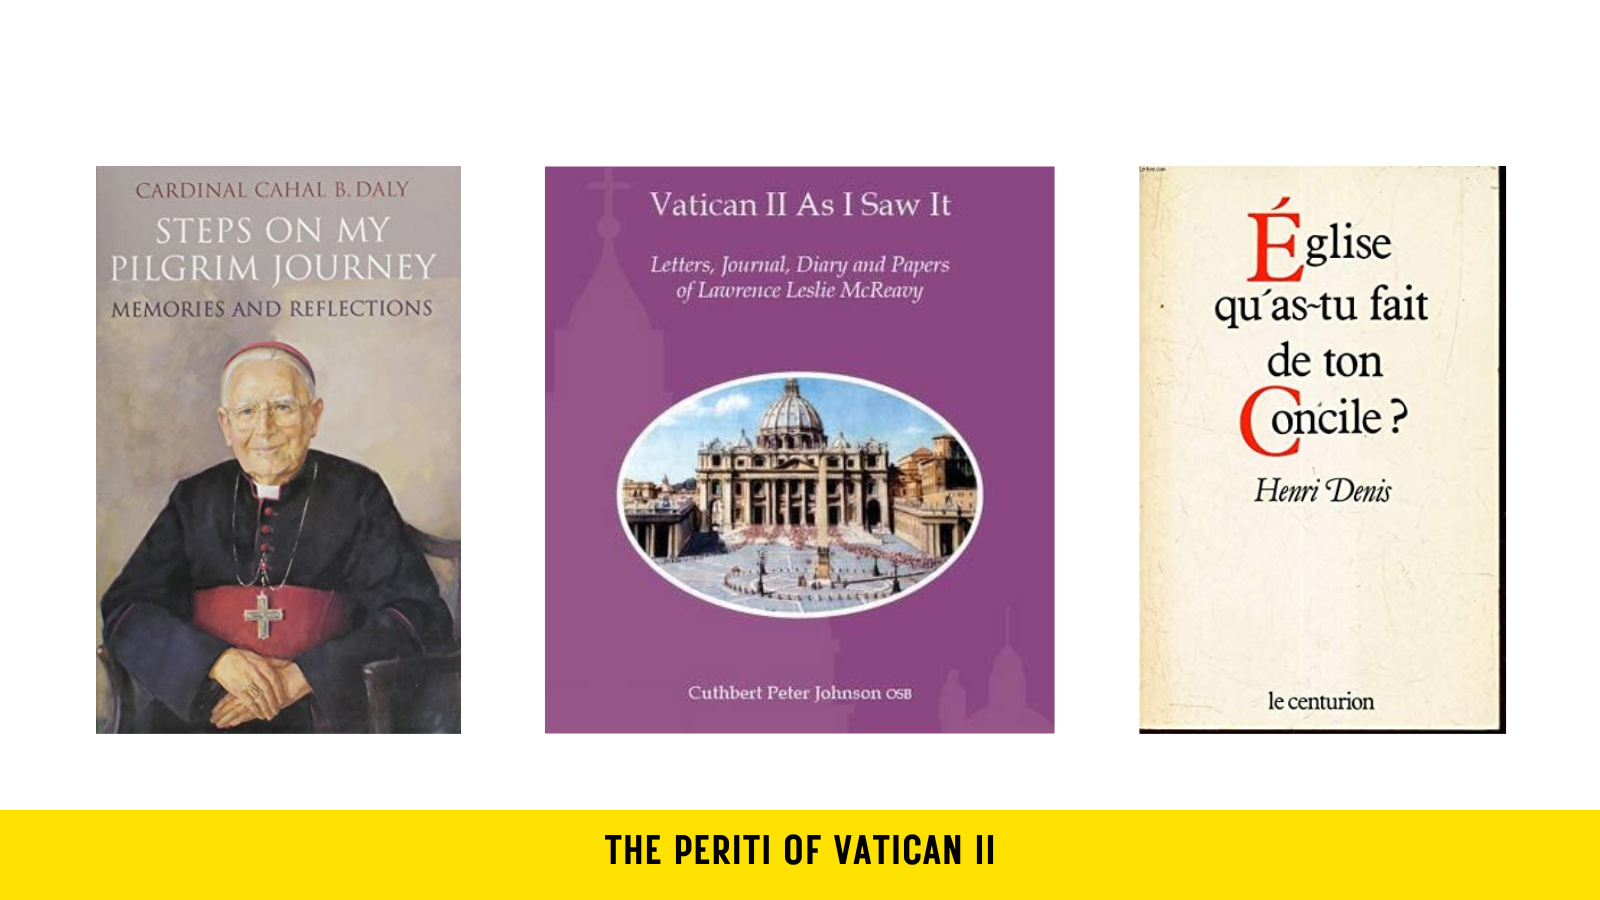 CARDINAL CAHAL B. DALY
STEPS ON MY
PILGRIM JOURNEY
MEMORIES AND REFLECTIONS
Vatican II As I Saw It
Letters, Journal, Diary and Papers
of Lawrence Leslie McReavy
Cuthbert Peter Johnson OSB
Église
qu'as-tu fait
de ton
Concile ?
Henri Denis
le centurion
THE PERITI OF VATICAN II